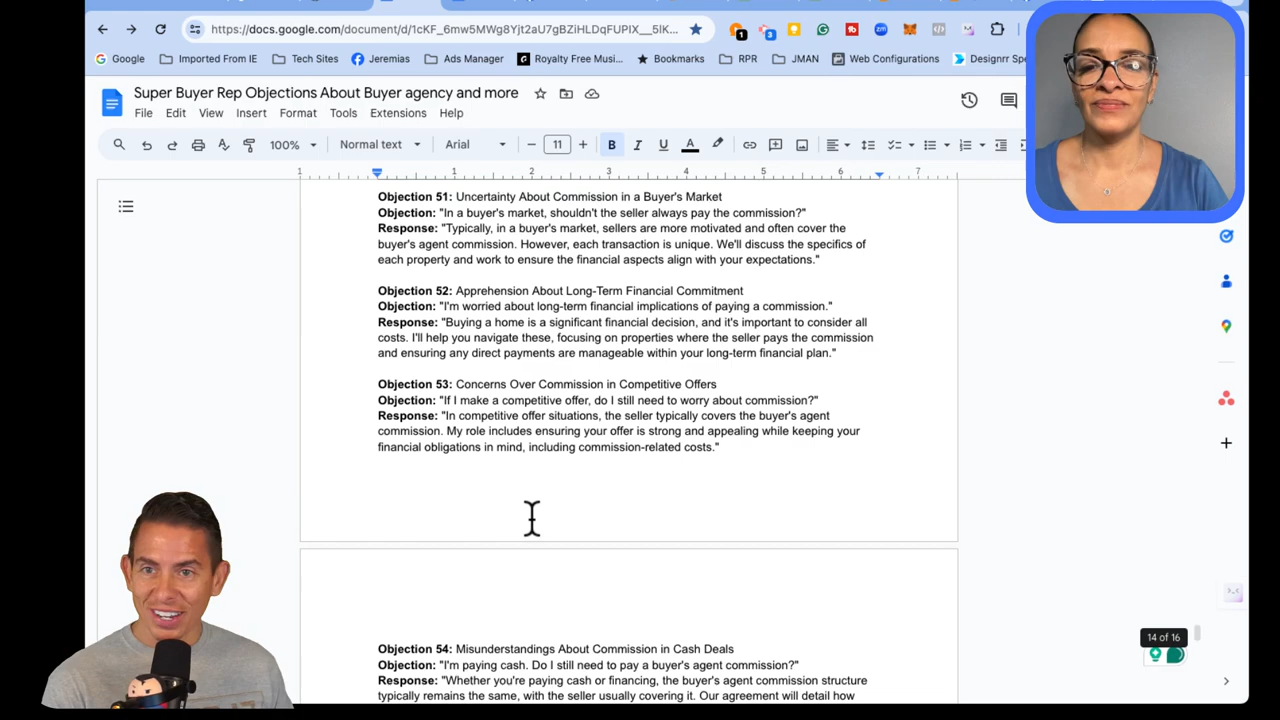 https://docs.google.com/document/d/1cKF_6mw5MWg8Yjt2aU7gBZiHLDqFUPIX__5lK...
1
3
Google Imported From IE Tech Sites Jeremias Ads Manager Royalty Free Musi... Bookmarks RPR JMAN Web Configurations Designrr Spe
Super Buyer Rep Objections About Buyer agency and more
File Edit View Insert Format Tools Extensions Help
100% Normal text Arial 11 B I U A
1 1 2 3 4 5 6 7
Objection 51: Uncertainty About Commission in a Buyer's Market
Objection: "In a buyer's market, shouldn't the seller always pay the commission?"
Response: "Typically, in a buyer's market, sellers are more motivated and often cover the
buyer's agent commission. However, each transaction is unique. We'll discuss the specifics of
each property and work to ensure the financial aspects align with your expectations."
Objection 52: Apprehension About Long-Term Financial Commitment
Objection: "I'm worried about long-term financial implications of paying a commission."
Response: "Buying a home is a significant financial decision, and it's important to consider all
costs. I'll help you navigate these, focusing on properties where the seller pays the commission
and ensuring any direct payments are manageable within your long-term financial plan."
Objection 53: Concerns Over Commission in Competitive Offers
Objection: "If I make a competitive offer, do I still need to worry about commission?"
Response: "In competitive offer situations, the seller typically covers the buyer's agent
commission. My role includes ensuring your offer is strong and appealing while keeping your
financial obligations in mind, including commission-related costs."
14 of 16
Objection 54: Misunderstandings About Commission in Cash Deals
Objection: "I'm paying cash. Do I still need to pay a buyer's agent commission?"
Response: "Whether you're paying cash or financing, the buyer's agent commission structure
typically remains the same, with the seller usually covering it. Our agreement will detail how